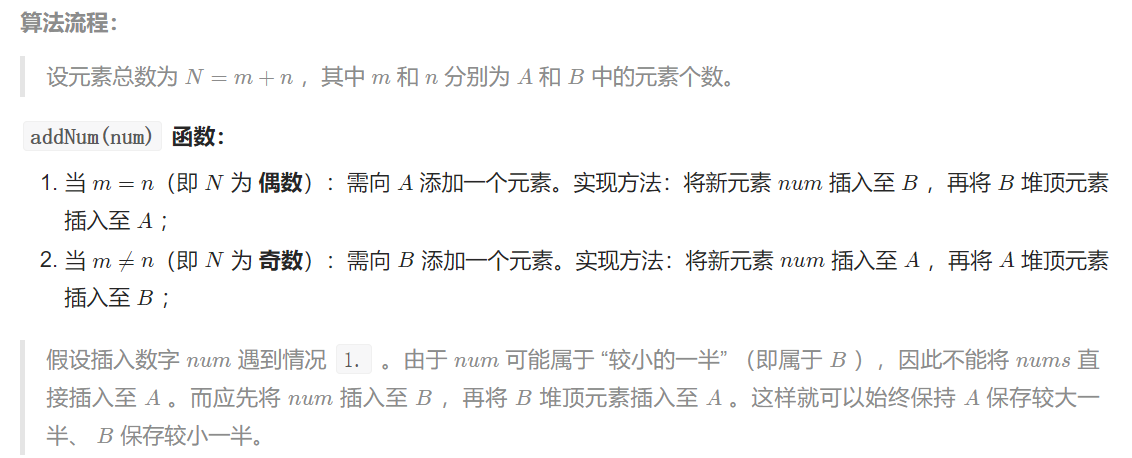 算法流程：
设元素总数为 N = m + n ，其中 m 和 n 分别为 A 和 B 中的元素个数。
addNum(num) 函数：
1. 当 m = n（即 N 为 偶数）：需向 A 添加一个元素。实现方法：将新元素 num 插入至 B ，再将 B 堆顶元素
插入至 A ；
2. 当 m ≠ n（即 N 为 奇数）：需向 B 添加一个元素。实现方法：将新元素 num 插入至 A ，再将 A 堆顶元素
插入至 B ；
假设插入数字 num 遇到情况 1. 。由于 num 可能属于 “较小的一半” （即属于 B ），因此不能将 nums 直
接插入至 A 。而应先将 num 插入至 B ，再将 B 堆顶元素插入至 A 。这样就可以始终保持 A 保存较大一
半、 B 保存较小一半。